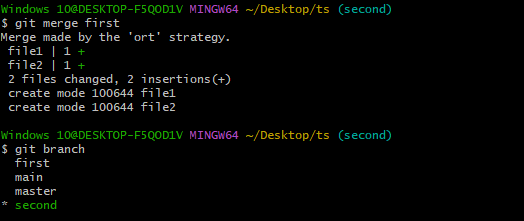 Windows 10@DESKTOP-F5QOD1V MINGW64 ~/Desktop/ts (second)
$ git merge first
Merge made by the 'ort' strategy.
 file1 | 1 +
 file2 | 1 +
 2 files changed, 2 insertions(+)
 create mode 100644 file1
 create mode 100644 file2
Windows 10@DESKTOP-F5QOD1V MINGW64 ~/Desktop/ts (second)
$ git branch
  first
  main
  master
* second